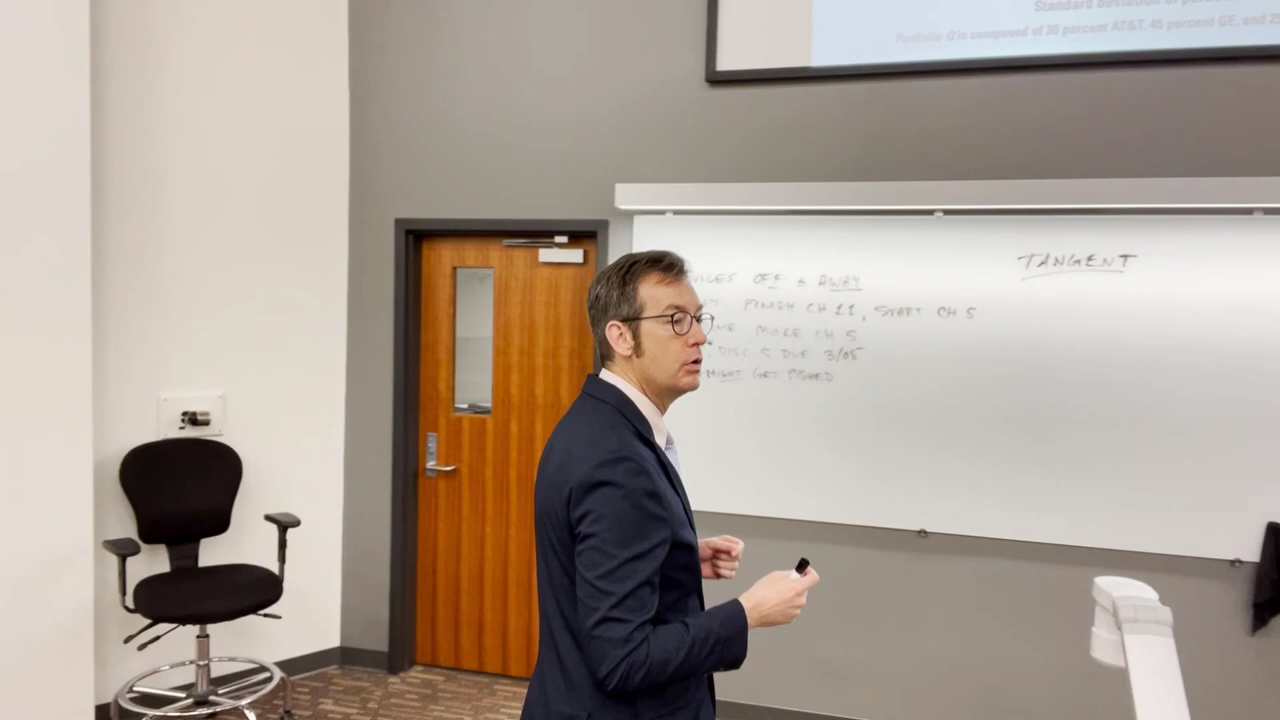 Standard deviation of
Portfolio Q is composed of 30 percent AT&T, 45 percent GE, and
TANGENT
OFF & AWAY
FINISH CH 11, START CH 5
MORE CH 5
DISC 5 DUE 3/05
MIGHT GET PUSHED